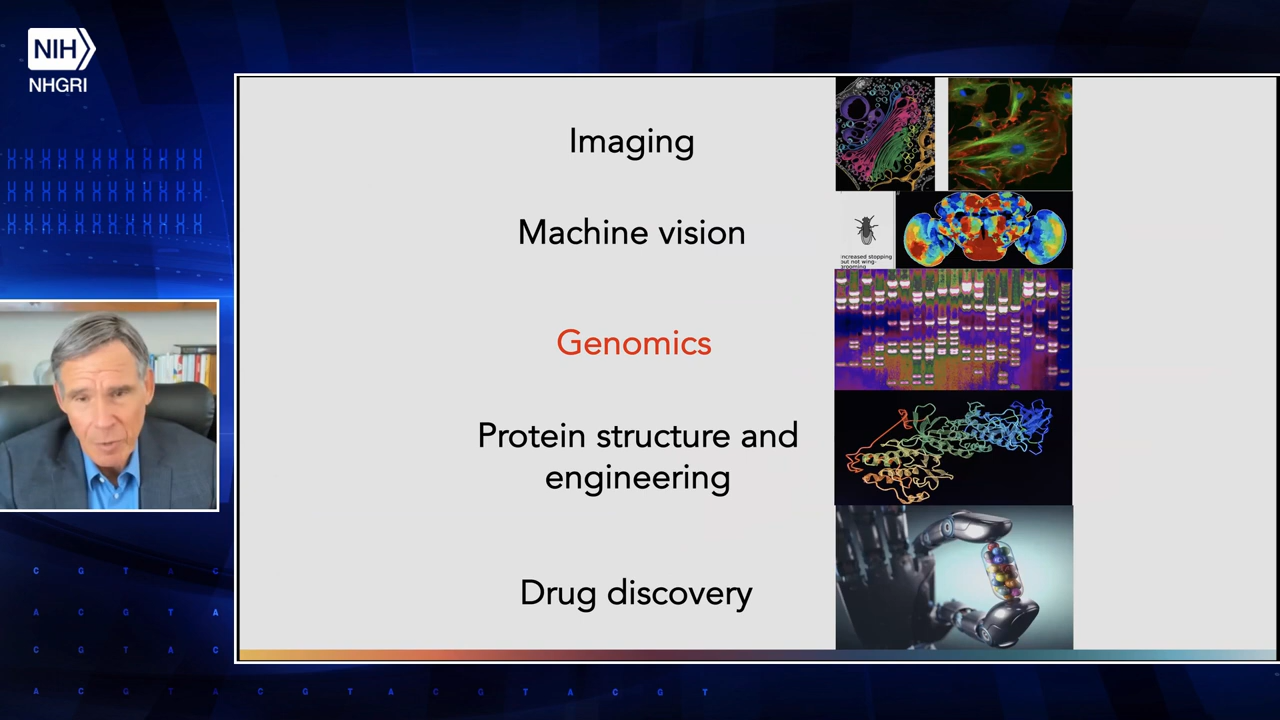 NIH
NHGRI
Imaging
Machine vision
increased stopping
but not wing-
grooming
Genomics
Protein structure and
engineering
Drug discovery
C G T A C
A C G T A
C G T A C
A C G T A C G T A C G T A C G T